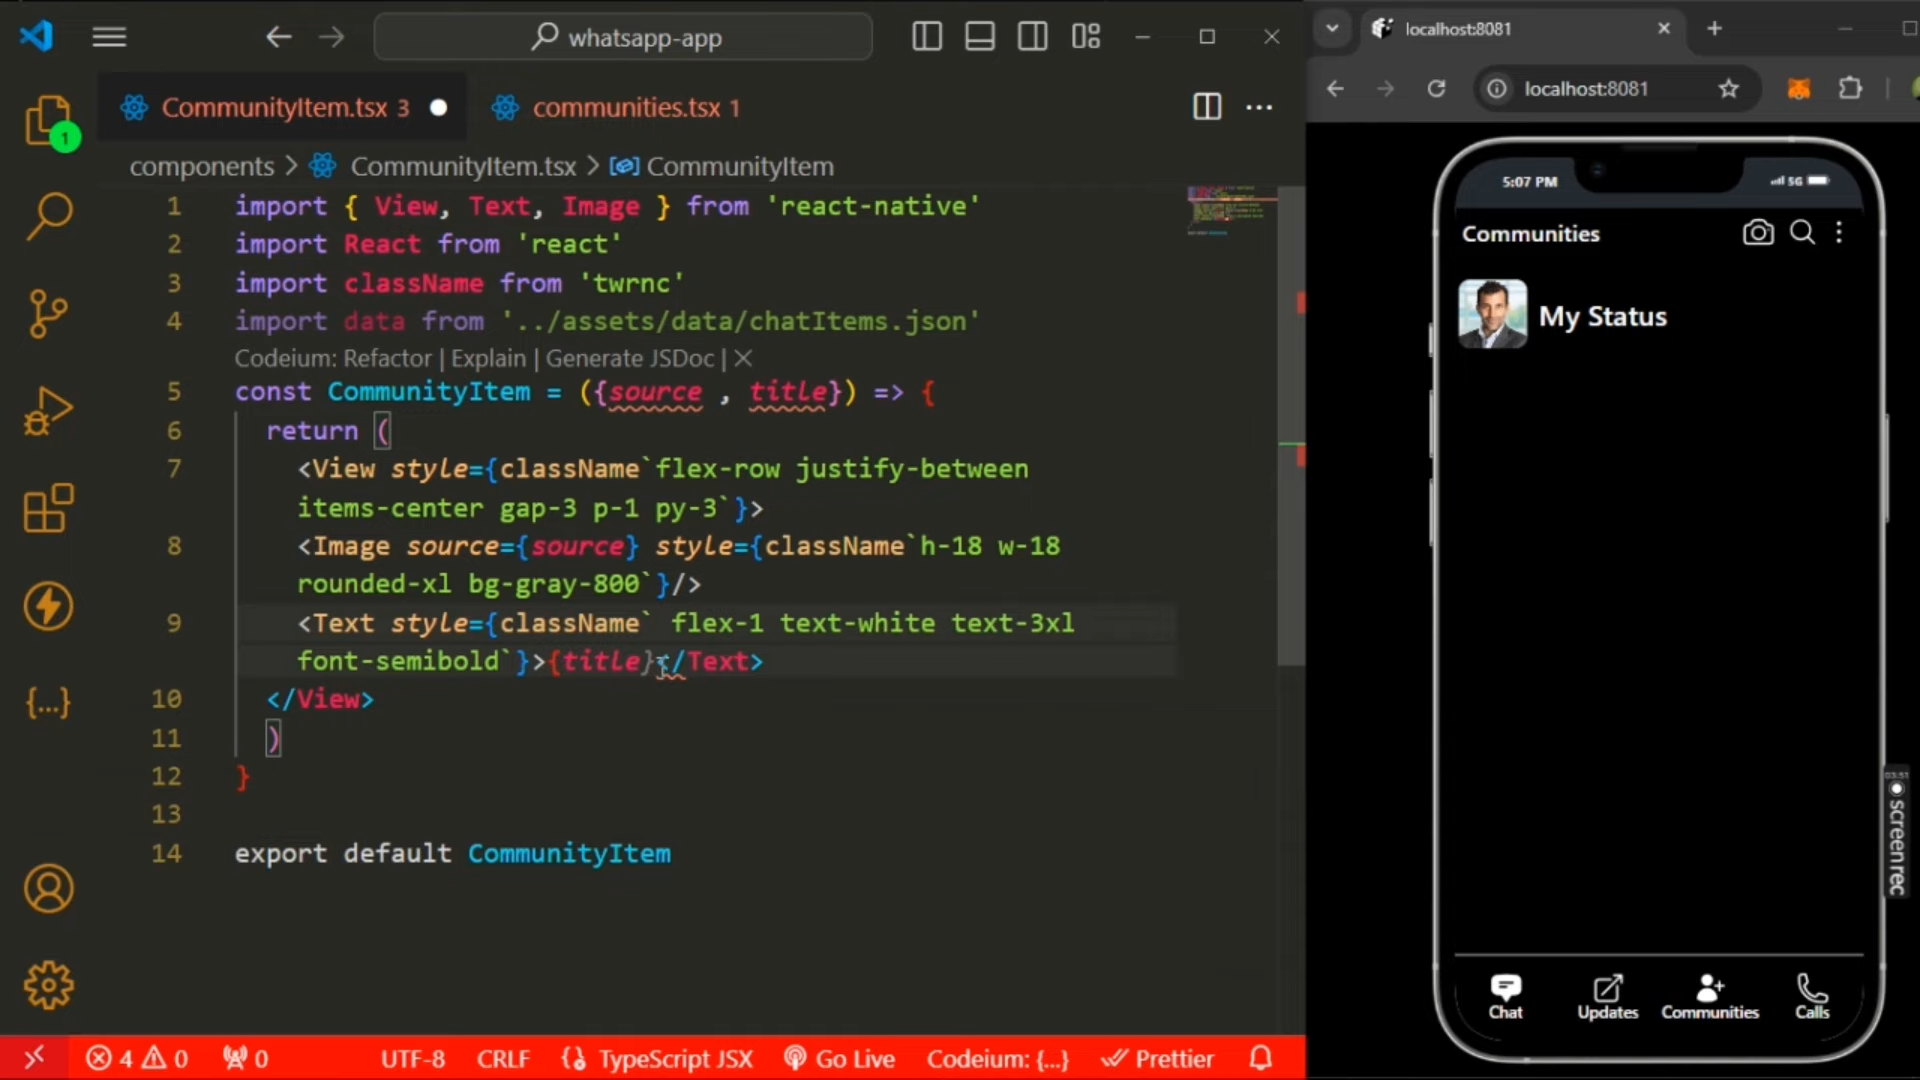 whatsapp-app
CommunityItem.tsx 3
communities.tsx 1
components > CommunityItem.tsx > CommunityItem
1 import { View, Text, Image } from 'react-native'
2 import React from 'react'
3 import className from 'twrnc'
4 import data from '../assets/data/chatItems.json'
Codeium: Refactor | Explain | Generate JSDoc | X
5 const CommunityItem = ({source , title}) => {
6 return (
7 <View style={className`flex-row justify-between
items-center gap-3 p-1 py-3`}>
8 <Image source={source} style={className`h-18 w-18
rounded-xl bg-gray-800`}/>
9 <Text style={className` flex-1 text-white text-3xl
font-semibold`}>{title}</Text>
10 </View>
11 )
12 }
13
14 export default CommunityItem
1
4 0 0 UTF-8 CRLF TypeScript JSX Go Live Codeium: {...} Prettier
localhost:8081
localhost:8081
5:07 PM 5G
Communities
My Status
Chat Updates Communities Calls
03:51
screenrec